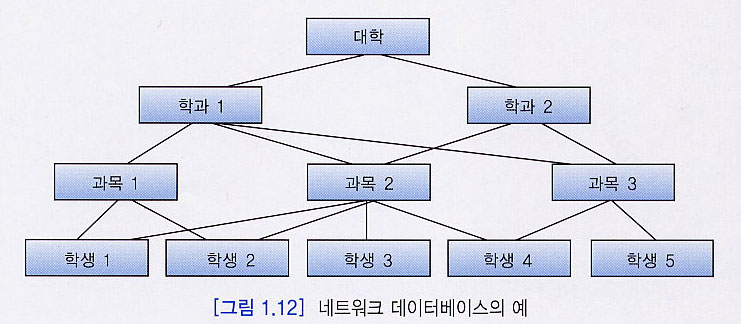 대학
학과 1 학과 2
과목 1 과목 2 과목 3
학생 1 학생 2 학생 3 학생 4 학생 5
[그림 1.12] 네트워크 데이터베이스의 예